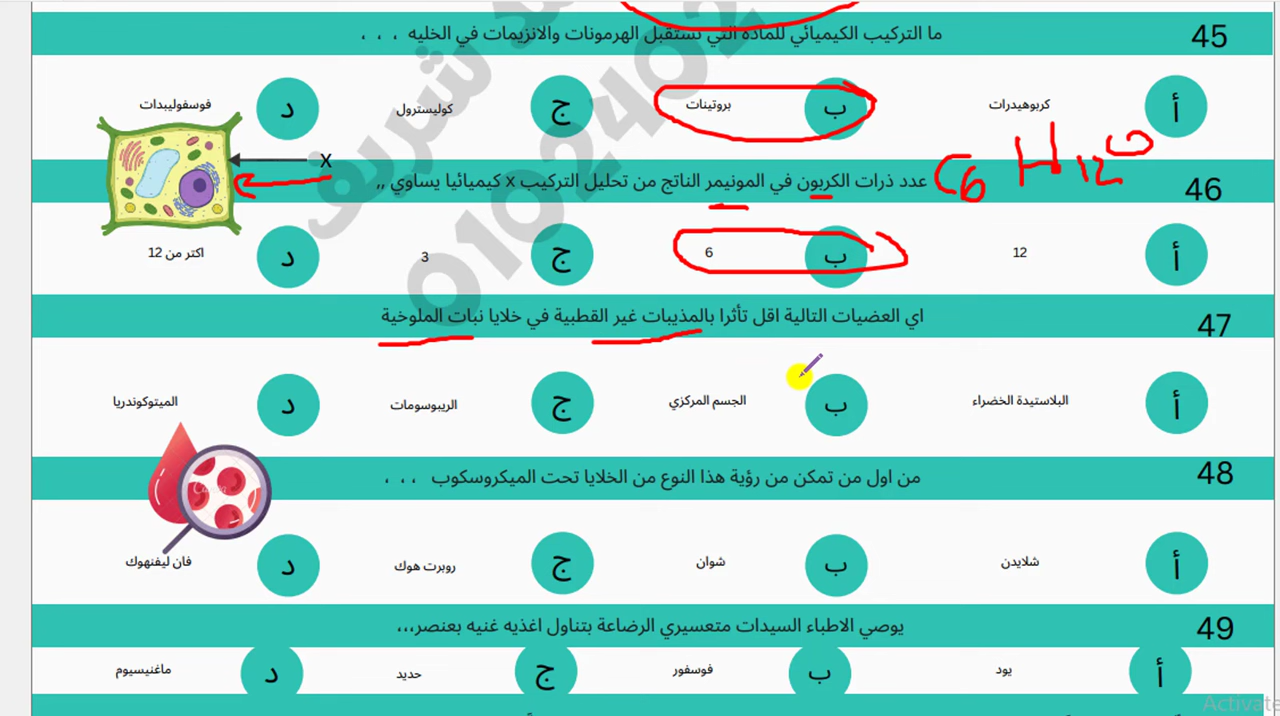 45 ما التركيب الكيميائي للمادة التي تستقبل الهرمونات والانزيمات في الخليه ، ، ،
أ كربوهيدرات ب بروتينات ج كوليسترول د فوسفوليبدات
X
C6 H12 O
46 عدد ذرات الكربون في المونيمر الناتج من تحليل التركيب x كيميائيا يساوي ,,
أ 12 ب 6 ج 3 د اكثر من 12
47 اي العضيات التالية اقل تأثرا بالمذيبات غير القطبية في خلايا نبات الملوخية
أ البلاستيدة الخضراء ب الجسم المركزي ج الريبوسومات د الميتوكوندريا
48 من اول من تمكن من رؤية هذا النوع من الخلايا تحت الميكروسكوب ، ، ،
أ شلايدن ب شوان ج روبرت هوك د فان ليفنهوك
49 يوصي الاطباء السيدات متعسيري الرضاعة بتناول اغذيه غنيه بعنصر،،،
أ يود ب فوسفور ج حديد د ماغنيسيوم
شريف
0102402
Activate